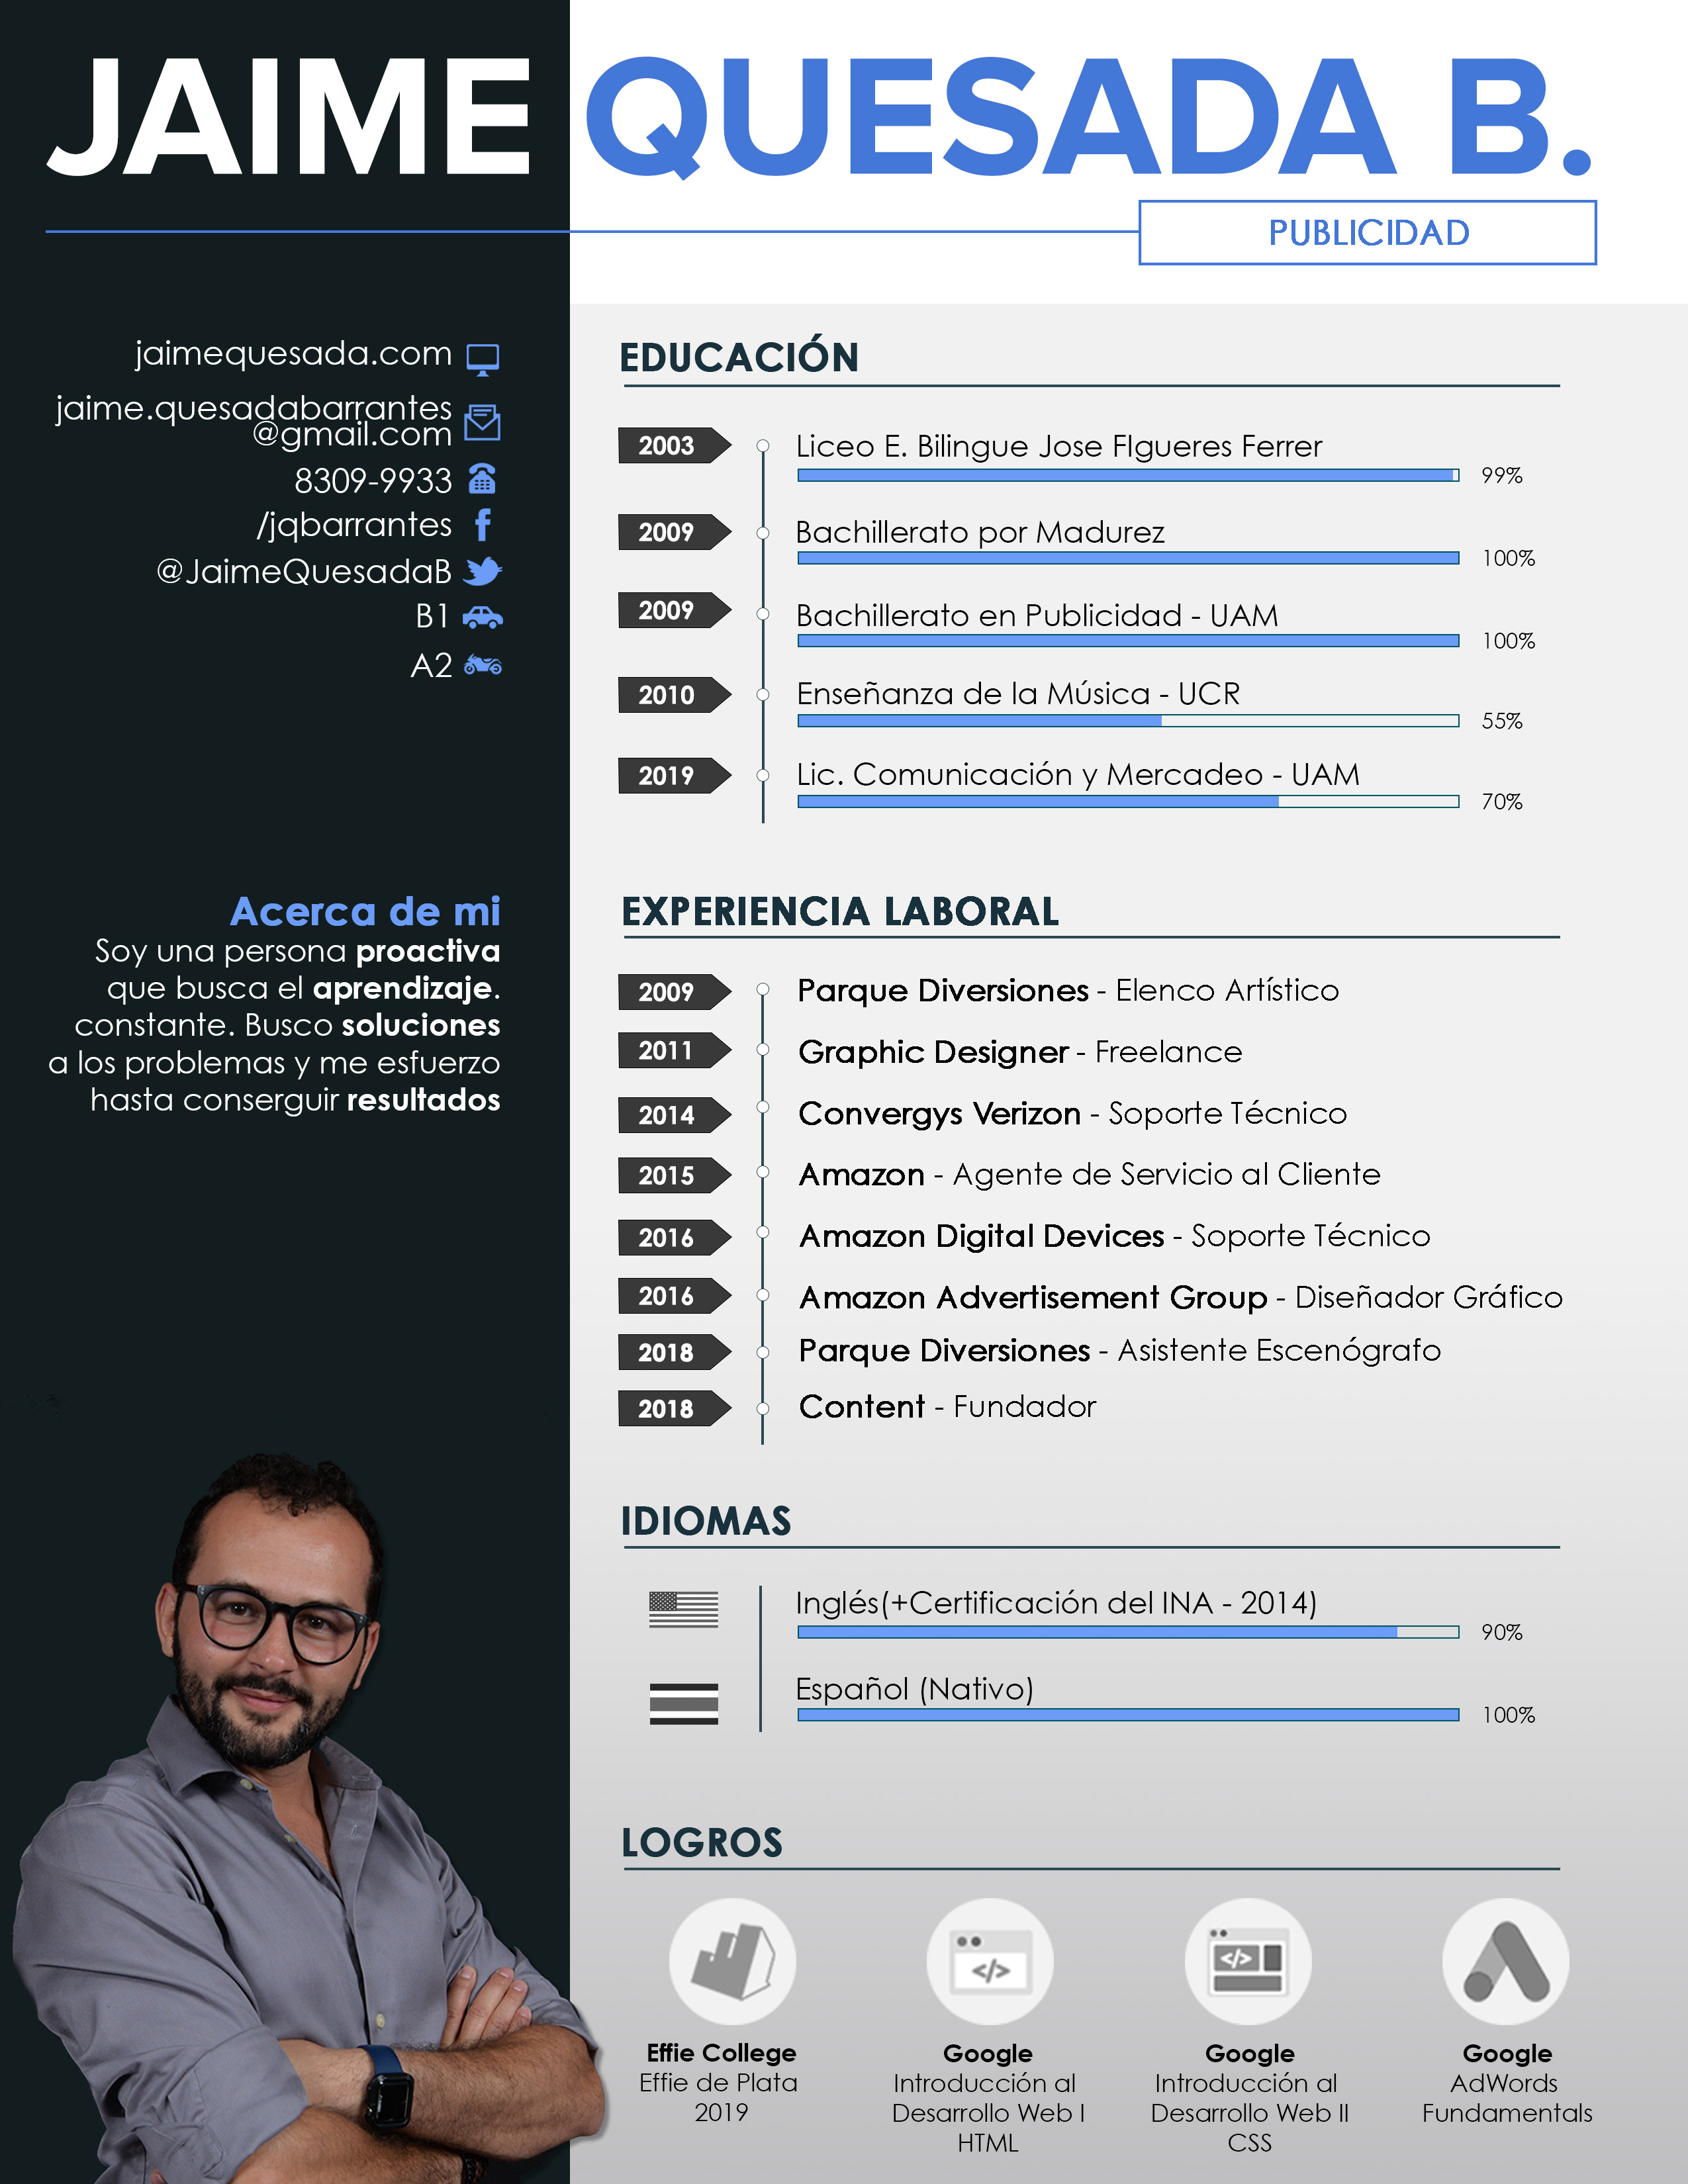 JAIME QUESADA B.
PUBLICIDAD
jaimequesada.com
jaime.quesadabarrantes
@gmail.com
8309-9933
/jqbarrantes
@JaimeQuesadaB
B1
A2
Acerca de mi
Soy una persona proactiva
que busca el aprendizaje.
constante. Busco soluciones
a los problemas y me esfuerzo
hasta conserguir resultados
EDUCACIÓN
2003 Liceo E. Bilingue Jose FIgueres Ferrer
99%
2009 Bachillerato por Madurez
100%
2009 Bachillerato en Publicidad - UAM
100%
2010 Enseñanza de la Música - UCR
55%
2019 Lic. Comunicación y Mercadeo - UAM
70%
EXPERIENCIA LABORAL
2009 Parque Diversiones - Elenco Artístico
2011 Graphic Designer - Freelance
2014 Convergys Verizon - Soporte Técnico
2015 Amazon - Agente de Servicio al Cliente
2016 Amazon Digital Devices - Soporte Técnico
2016 Amazon Advertisement Group - Diseñador Gráfico
2018 Parque Diversiones - Asistente Escenógrafo
2018 Content - Fundador
IDIOMAS
Inglés(+Certificación del INA - 2014)
90%
Español (Nativo)
100%
LOGROS
</>
</>
Effie College
Effie de Plata
2019
Google
Introducción al
Desarrollo Web I
HTML
Google
Introducción al
Desarrollo Web II
CSS
Google
AdWords
Fundamentals